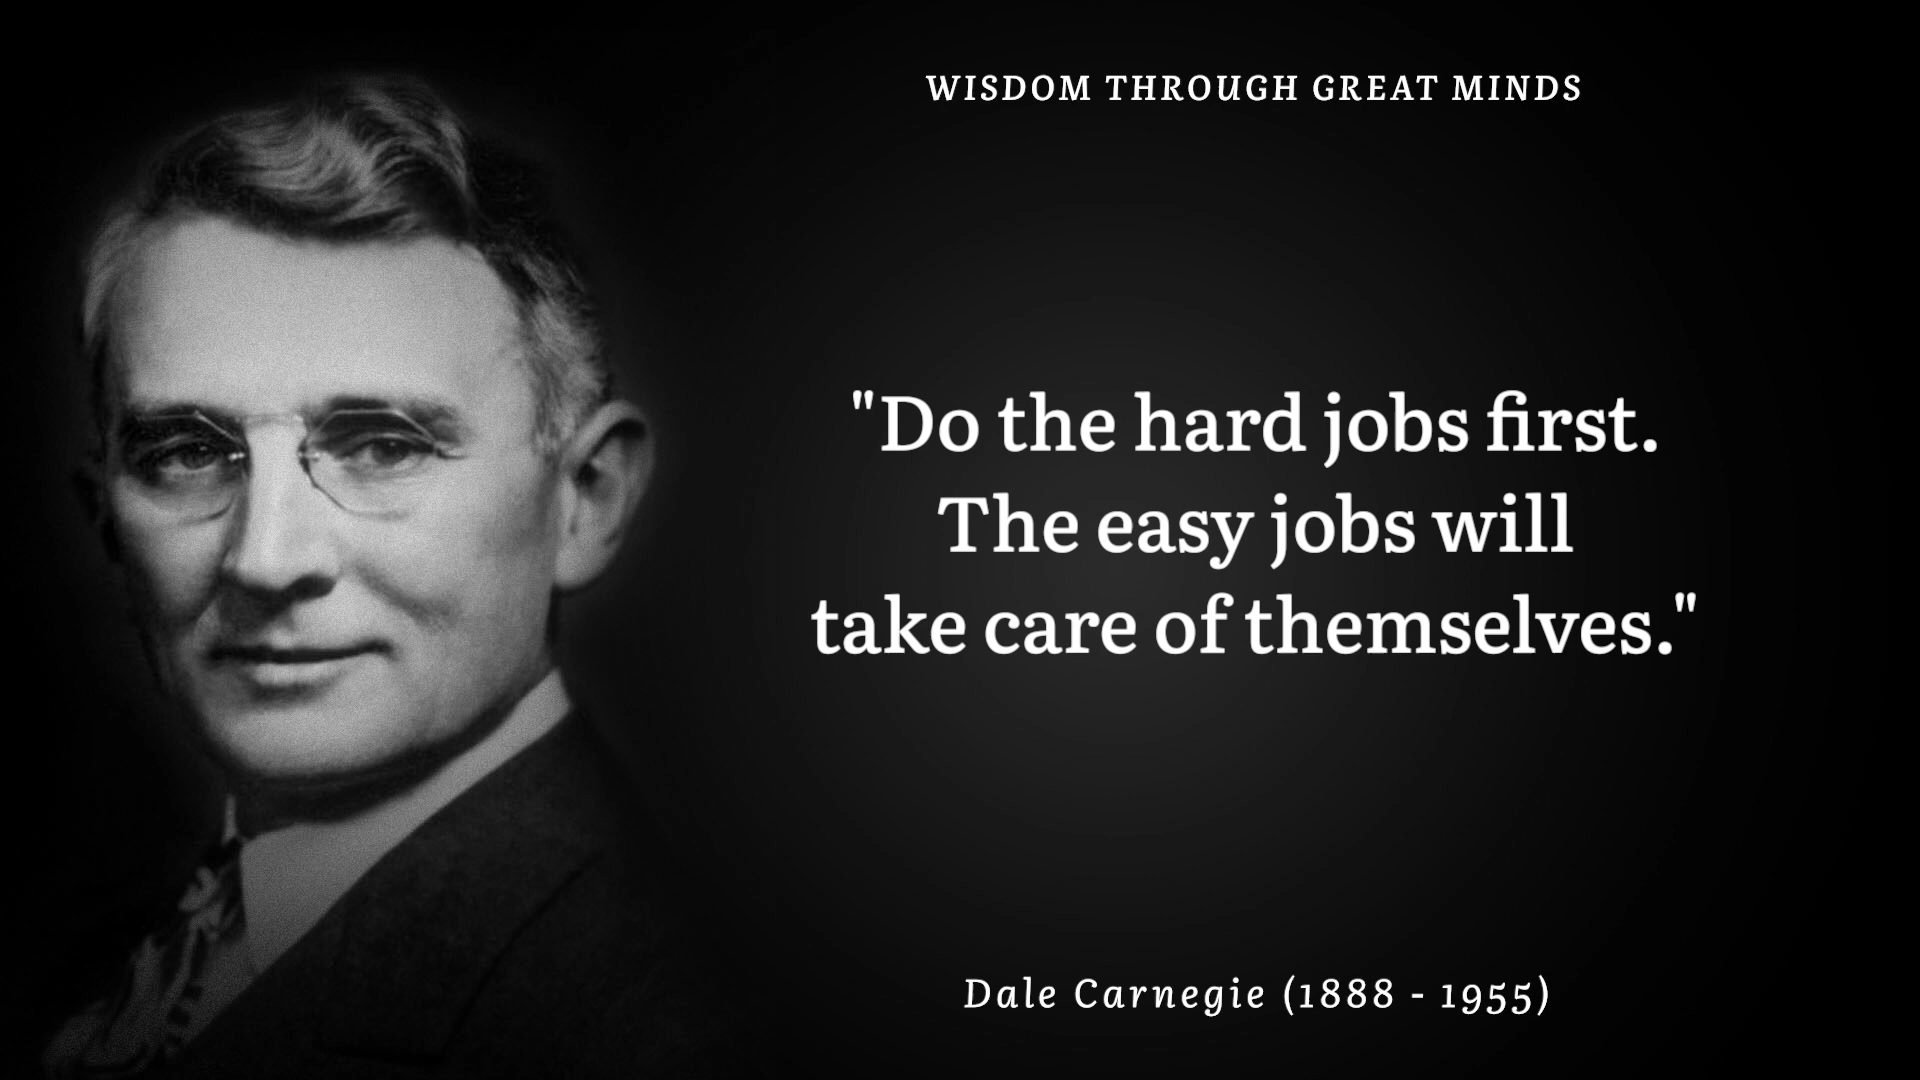 WISDOM THROUGH GREAT MINDS
"Do the hard jobs first.
The easy jobs will
take care of themselves."
Dale Carnegie (1888 - 1955)